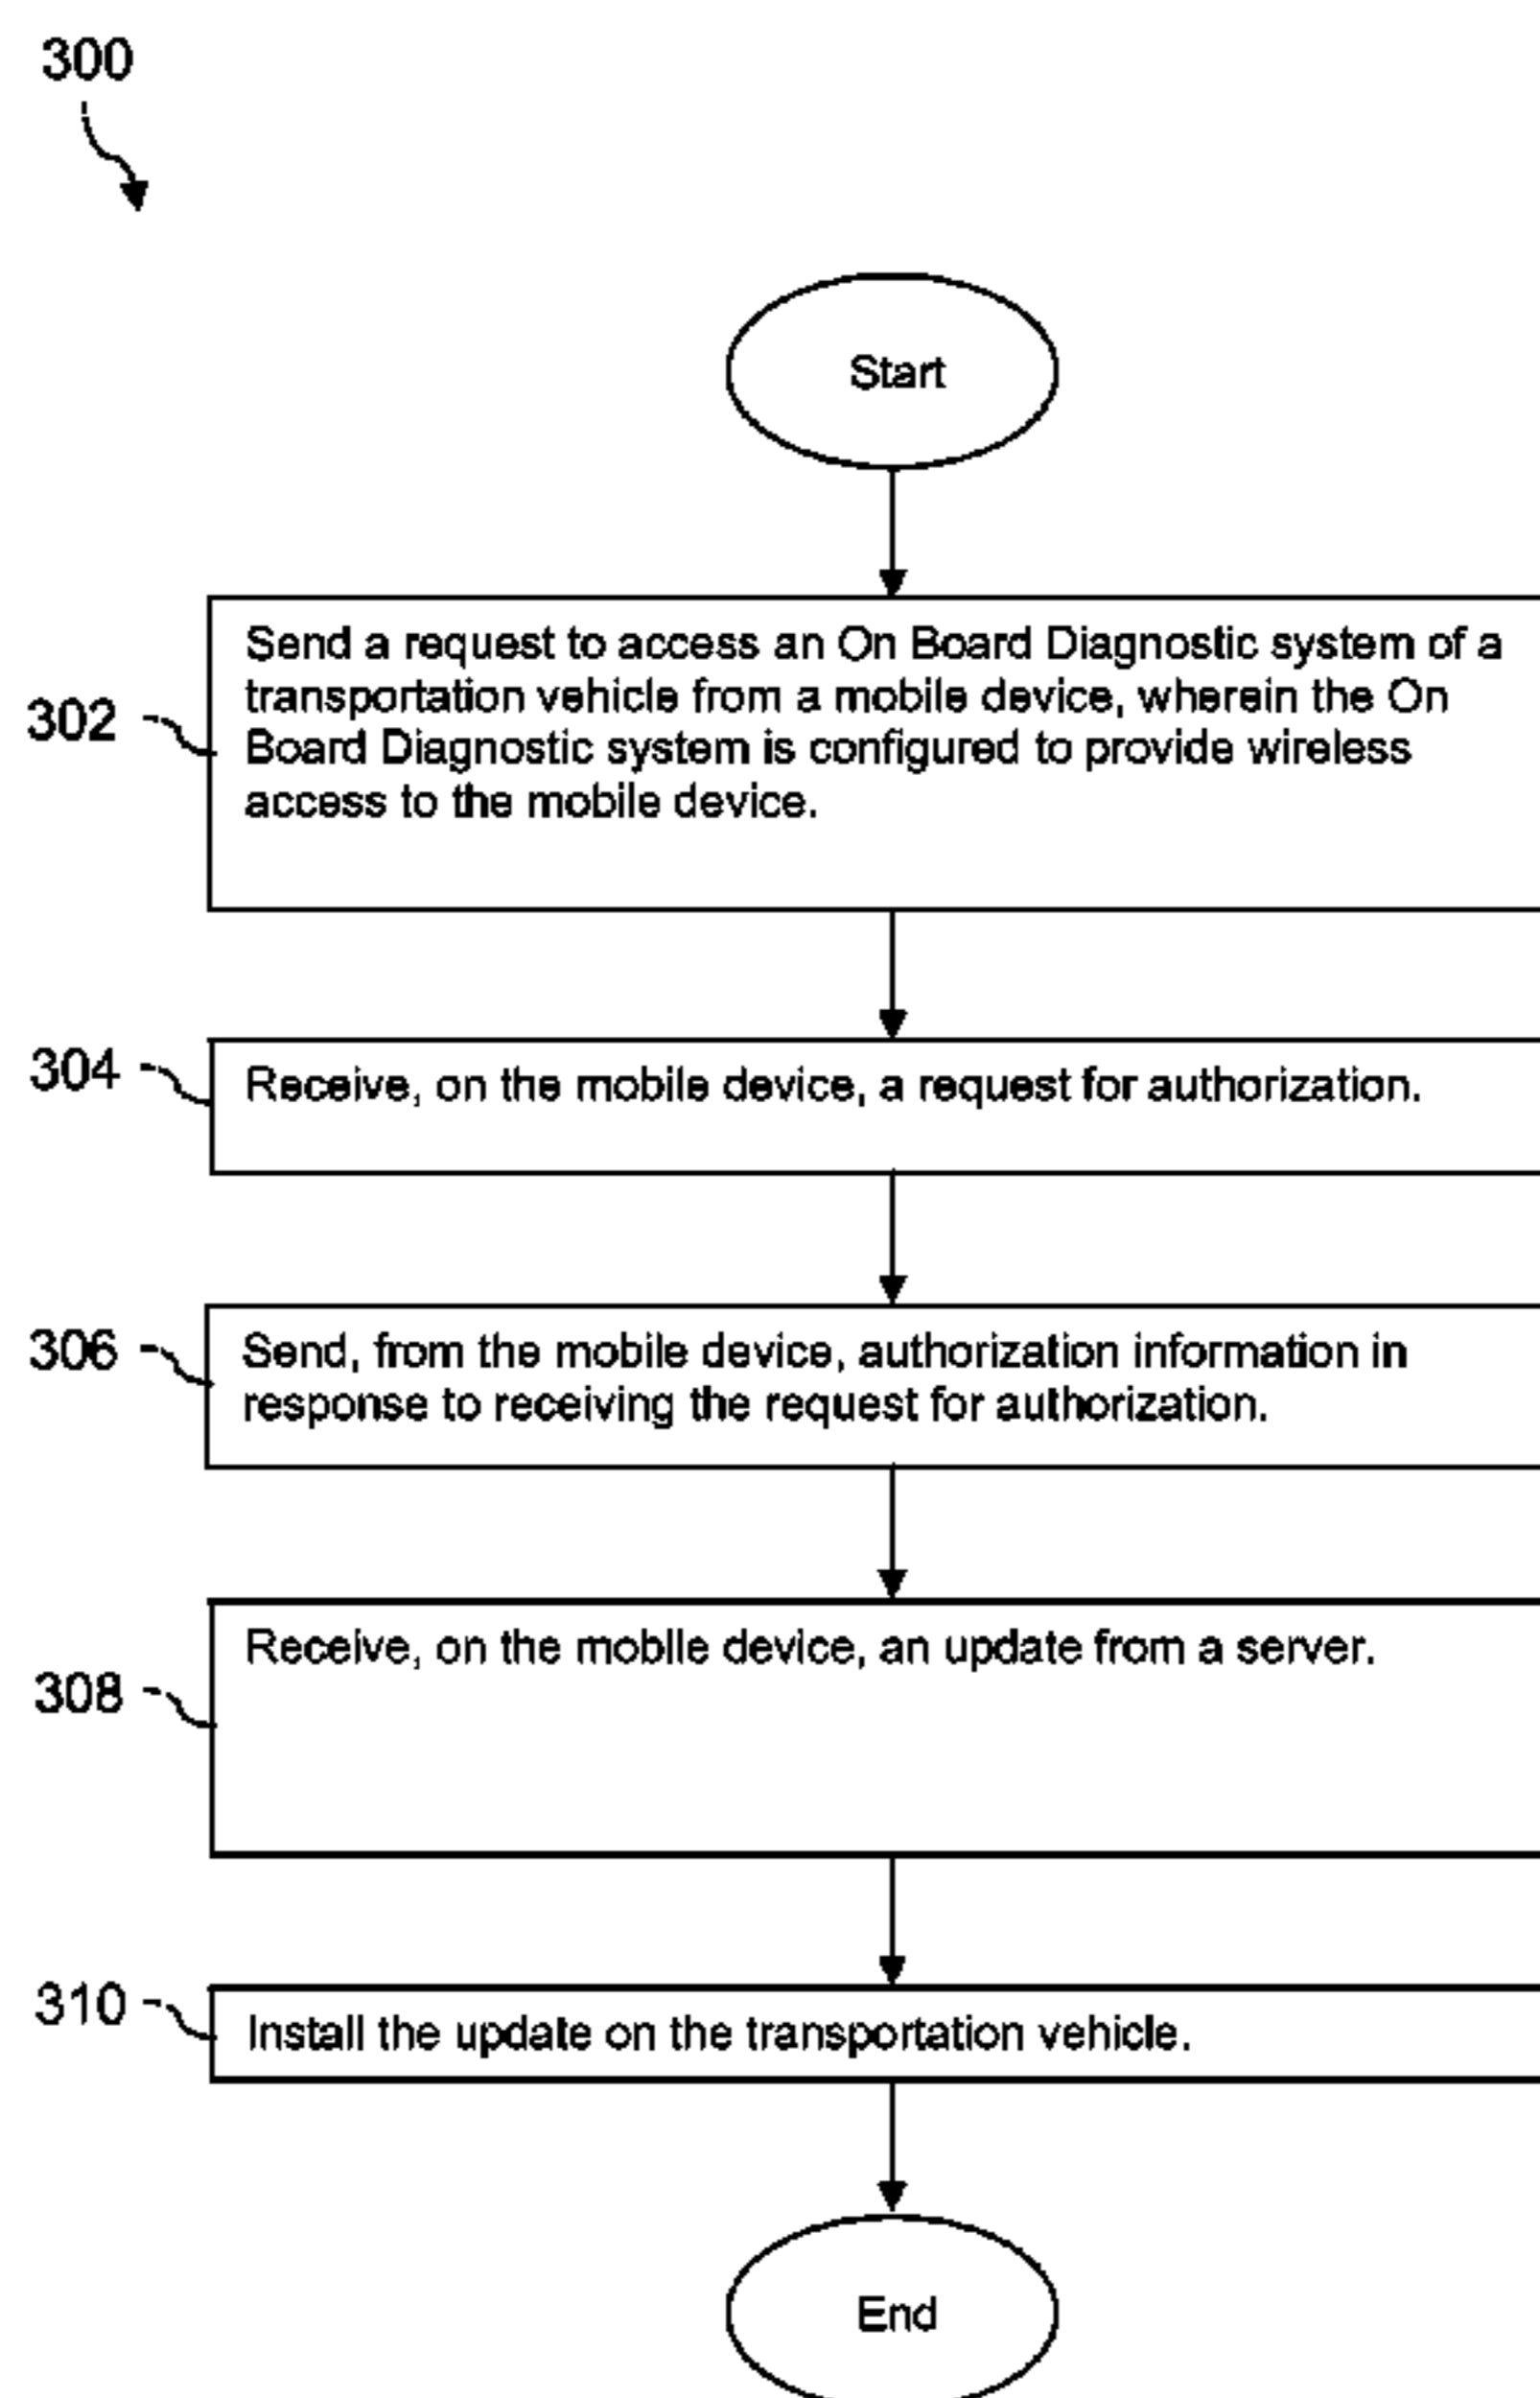 300
Start
302
Send a request to access an On Board Diagnostic system of a
transportation vehicle from a mobile device, wherein the On
Board Diagnostic system is configured to provide wireless
access to the mobile device.
304
Receive, on the mobile device, a request for authorization.
306
Send, from the mobile device, authorization information in
response to receiving the request for authorization.
308
Receive, on the mobile device, an update from a server.
310
Install the update on the transportation vehicle.
End